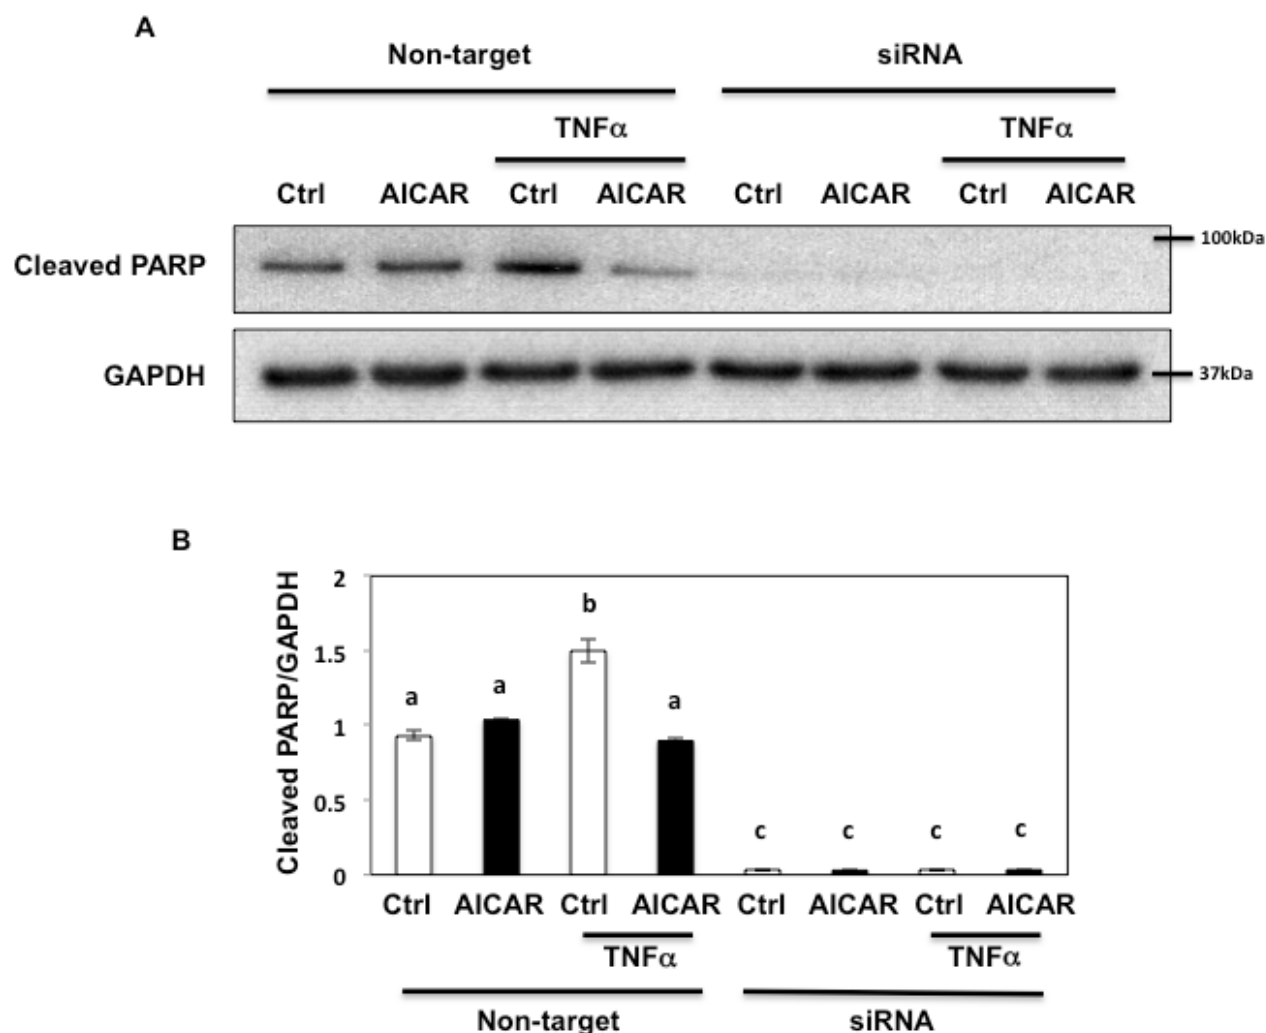 A
Non-target siRNA
TNFα TNFα
Ctrl AICAR Ctrl AICAR Ctrl AICAR Ctrl AICAR
100kDa
Cleaved PARP
GAPDH
37kDa
B
Cleaved PARP/GAPDH
2
1.5
1
0.5
0
a a b a c c c c
Ctrl AICAR Ctrl AICAR Ctrl AICAR Ctrl AICAR
TNFα TNFα
Non-target siRNA